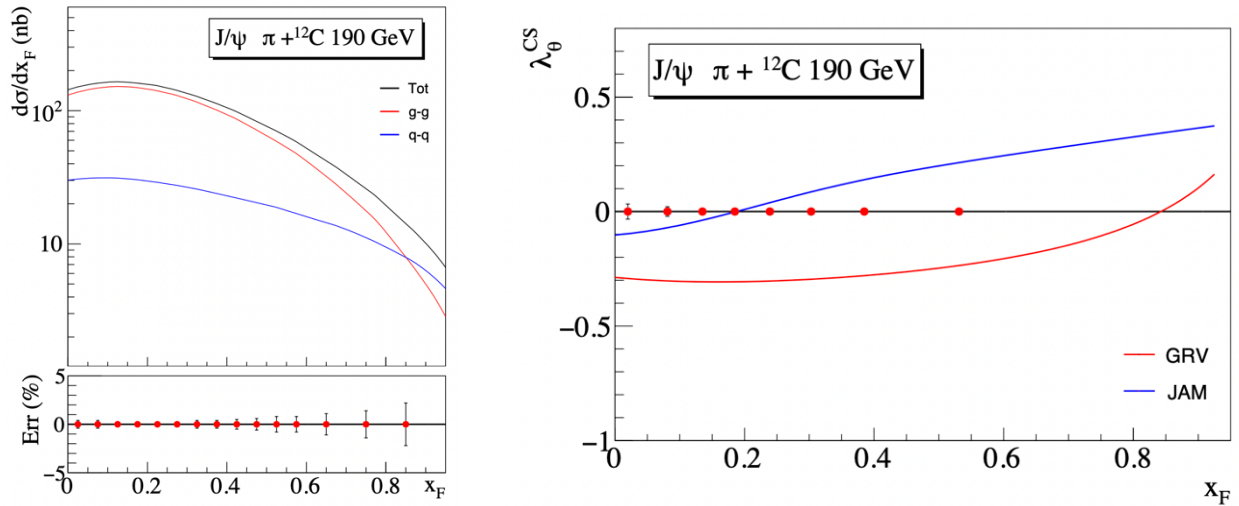 dσ/dx_F (nb)
J/ψ π +¹²C 190 GeV
Tot
g-g
q-q
10²
10
Err (%)
5
0
−5
0 0.2 0.4 0.6 0.8 x_F
λ_θ^CS
J/ψ π + ¹²C 190 GeV
0.5
0
−0.5
−1
GRV
JAM
0 0.2 0.4 0.6 0.8
x_F